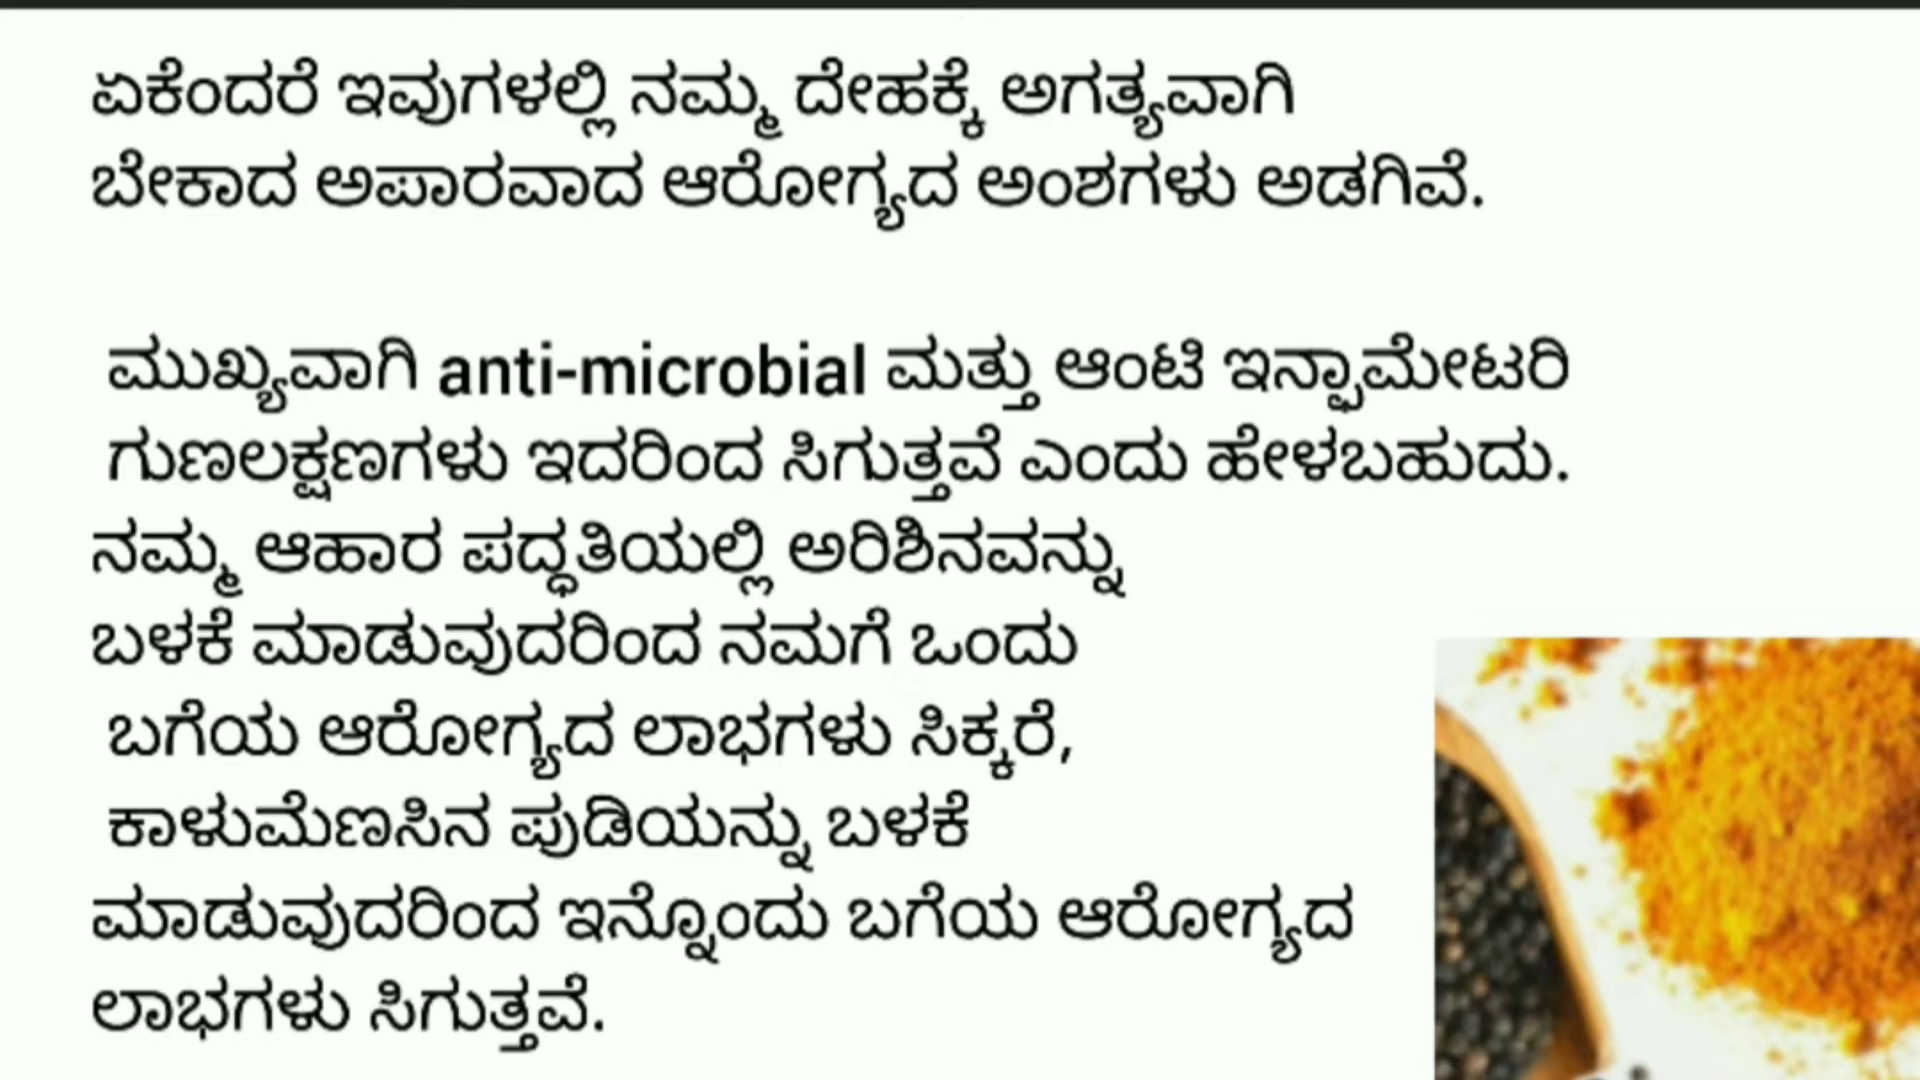 ಏಕೆಂದರೆ ಇವುಗಳಲ್ಲಿ ನಮ್ಮ ದೇಹಕ್ಕೆ ಅಗತ್ಯವಾಗಿ
ಬೇಕಾದ ಅಪಾರವಾದ ಆರೋಗ್ಯದ ಅಂಶಗಳು ಅಡಗಿವೆ.
ಮುಖ್ಯವಾಗಿ anti-microbial ಮತ್ತು ಆಂಟಿ ಇನ್ಫಾಮೇಟರಿ
ಗುಣಲಕ್ಷಣಗಳು ಇದರಿಂದ ಸಿಗುತ್ತವೆ ಎಂದು ಹೇಳಬಹುದು.
ನಮ್ಮ ಆಹಾರ ಪದ್ಧತಿಯಲ್ಲಿ ಅರಿಶಿನವನ್ನು
ಬಳಕೆ ಮಾಡುವುದರಿಂದ ನಮಗೆ ಒಂದು
ಬಗೆಯ ಆರೋಗ್ಯದ ಲಾಭಗಳು ಸಿಕ್ಕರೆ,
ಕಾಳುಮೆಣಸಿನ ಪುಡಿಯನ್ನು ಬಳಕೆ
ಮಾಡುವುದರಿಂದ ಇನ್ನೊಂದು ಬಗೆಯ ಆರೋಗ್ಯದ
ಲಾಭಗಳು ಸಿಗುತ್ತವೆ.